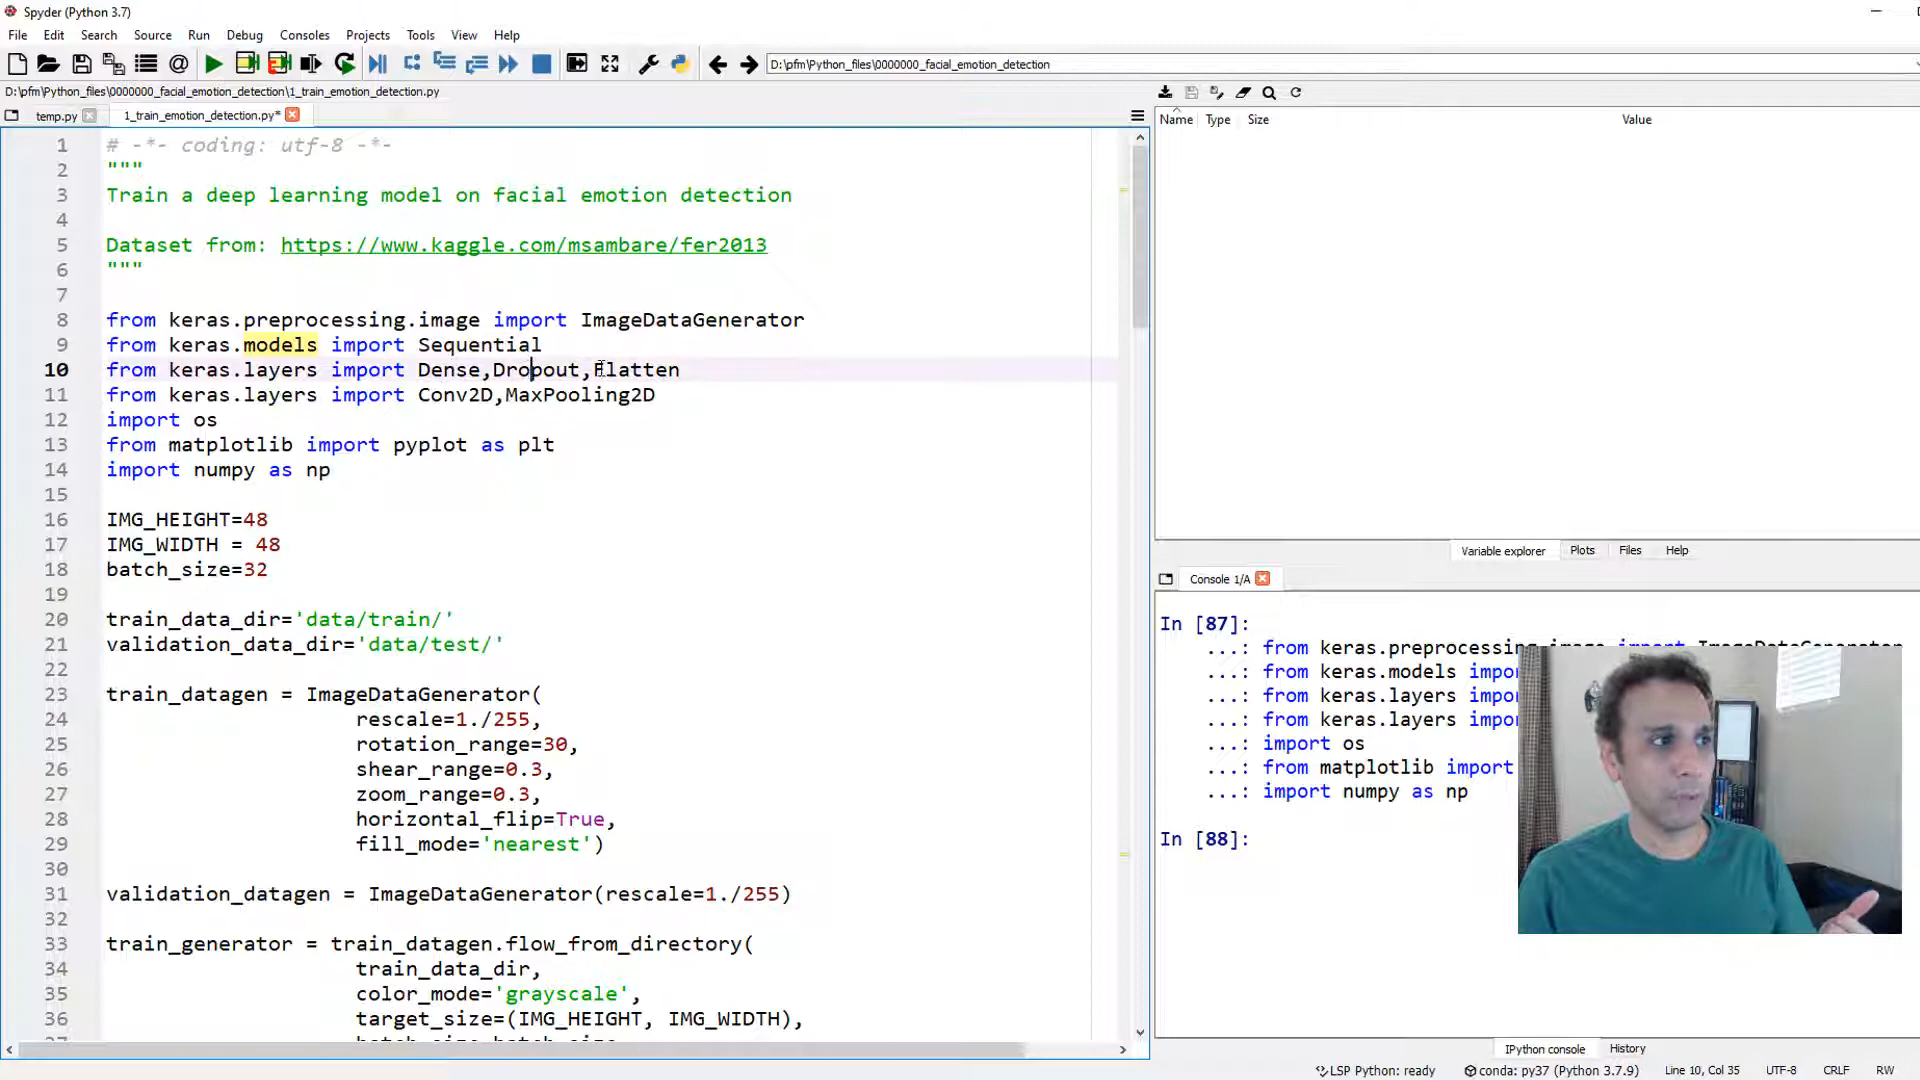 Spyder (Python 3.7)
File Edit Search Source Run Debug Consoles Projects Tools View Help
D:\pfm\Python_files\0000000_facial_emotion_detection
D:\pfm\Python_files\0000000_facial_emotion_detection\1_train_emotion_detection.py
temp.py 1_train_emotion_detection.py*
1 # -*- coding: utf-8 -*-
2 """
3 Train a deep learning model on facial emotion detection
4
5 Dataset from: https://www.kaggle.com/msambare/fer2013
6 """
7
8 from keras.preprocessing.image import ImageDataGenerator
9 from keras.models import Sequential
10 from keras.layers import Dense,Dropout,Flatten
11 from keras.layers import Conv2D,MaxPooling2D
12 import os
13 from matplotlib import pyplot as plt
14 import numpy as np
15
16 IMG_HEIGHT=48
17 IMG_WIDTH = 48
18 batch_size=32
19
20 train_data_dir='data/train/'
21 validation_data_dir='data/test/'
22
23 train_datagen = ImageDataGenerator(
24 rescale=1./255,
25 rotation_range=30,
26 shear_range=0.3,
27 zoom_range=0.3,
28 horizontal_flip=True,
29 fill_mode='nearest')
30
31 validation_datagen = ImageDataGenerator(rescale=1./255)
32
33 train_generator = train_datagen.flow_from_directory(
34 train_data_dir,
35 color_mode='grayscale',
36 target_size=(IMG_HEIGHT, IMG_WIDTH),
Name Type Size Value
Variable explorer Plots Files Help
Console 1/A
In [87]:
...: from keras.preprocessing.image import ImageDataGenerator
...: from keras.models impo
...: from keras.layers impo
...: from keras.layers impo
...: import os
...: from matplotlib import
...: import numpy as np
In [88]:
IPython console History
LSP Python: ready conda: py37 (Python 3.7.9) Line 10, Col 35 UTF-8 CRLF RW